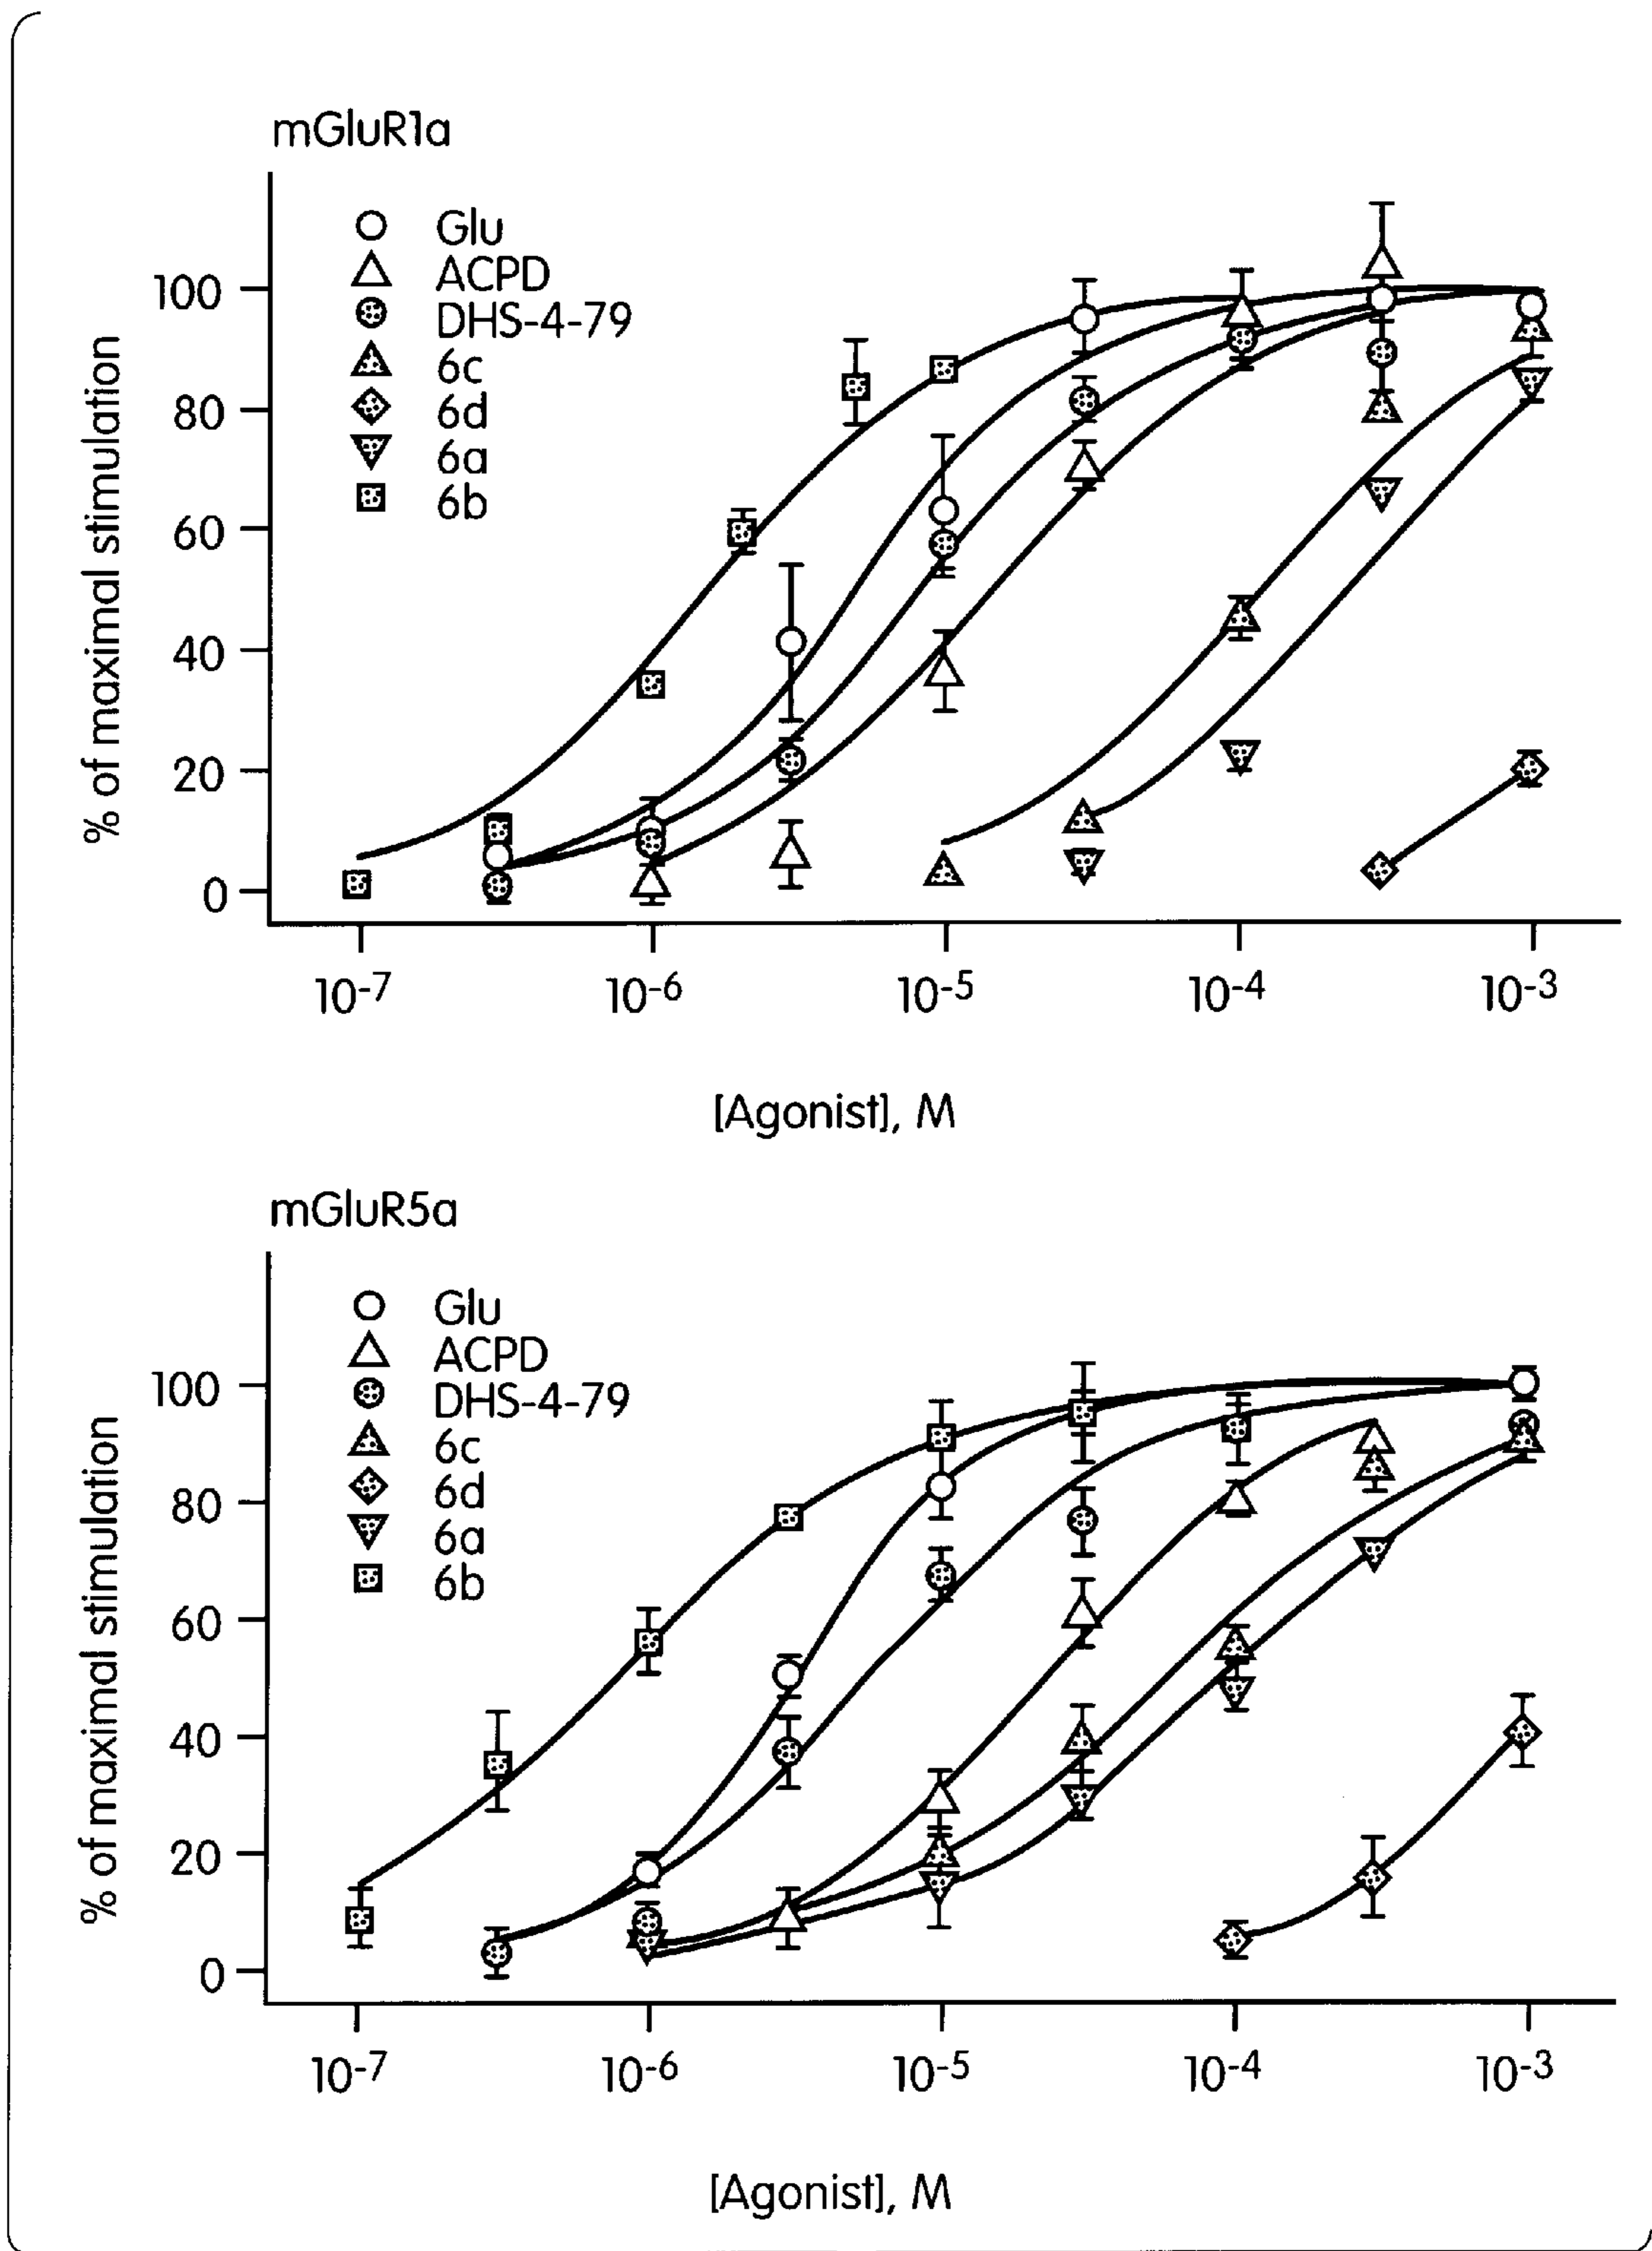 mGluR1a
Glu
ACPD
DHS-4-79
6c
6d
6a
6b
100
80
60
40
20
0
% of maximal stimulation
10-7 10-6 10-5 10-4 10-3
[Agonist], M
mGluR5a
Glu
ACPD
DHS-4-79
6c
6d
6a
6b
100
80
60
40
20
0
% of maximal stimulation
10-7 10-6 10-5 10-4 10-3
[Agonist], M